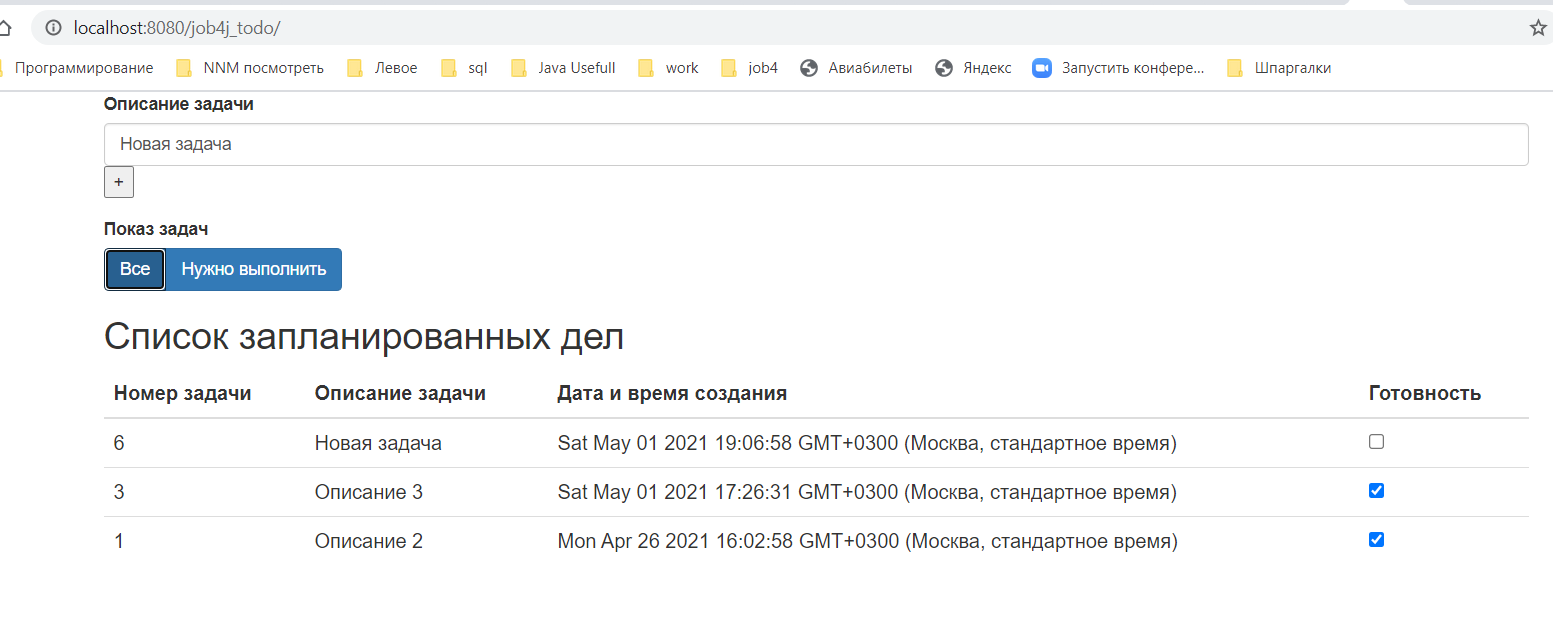 localhost:8080/job4j_todo/
Программирование NNM посмотреть Левое sql Java Usefull work job4 Авиабилеты Яндекс Запустить конфере... Шпаргалки
Описание задачи
Новая задача
+
Показ задач
Все Нужно выполнить
Список запланированных дел
Номер задачи Описание задачи Дата и время создания Готовность
6 Новая задача Sat May 01 2021 19:06:58 GMT+0300 (Москва, стандартное время)
3 Описание 3 Sat May 01 2021 17:26:31 GMT+0300 (Москва, стандартное время)
1 Описание 2 Mon Apr 26 2021 16:02:58 GMT+0300 (Москва, стандартное время)